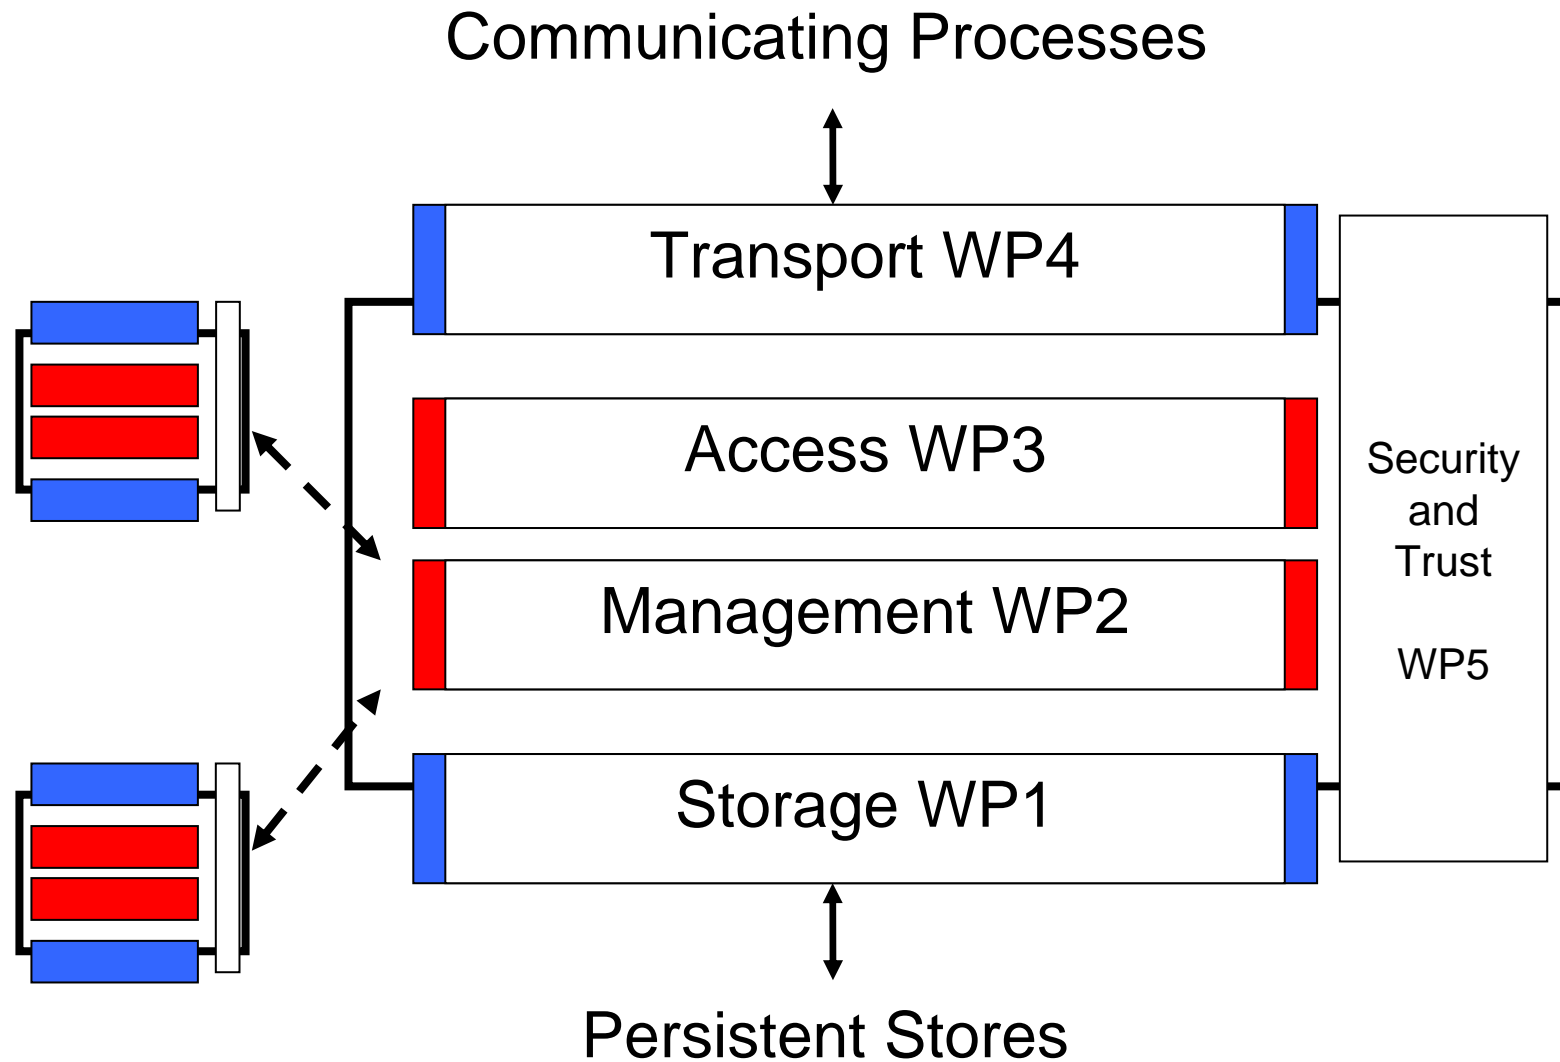 Communicating Processes
Transport WP4
Access WP3
Management WP2
Storage WP1
Security
and
Trust
WP5
Persistent Stores